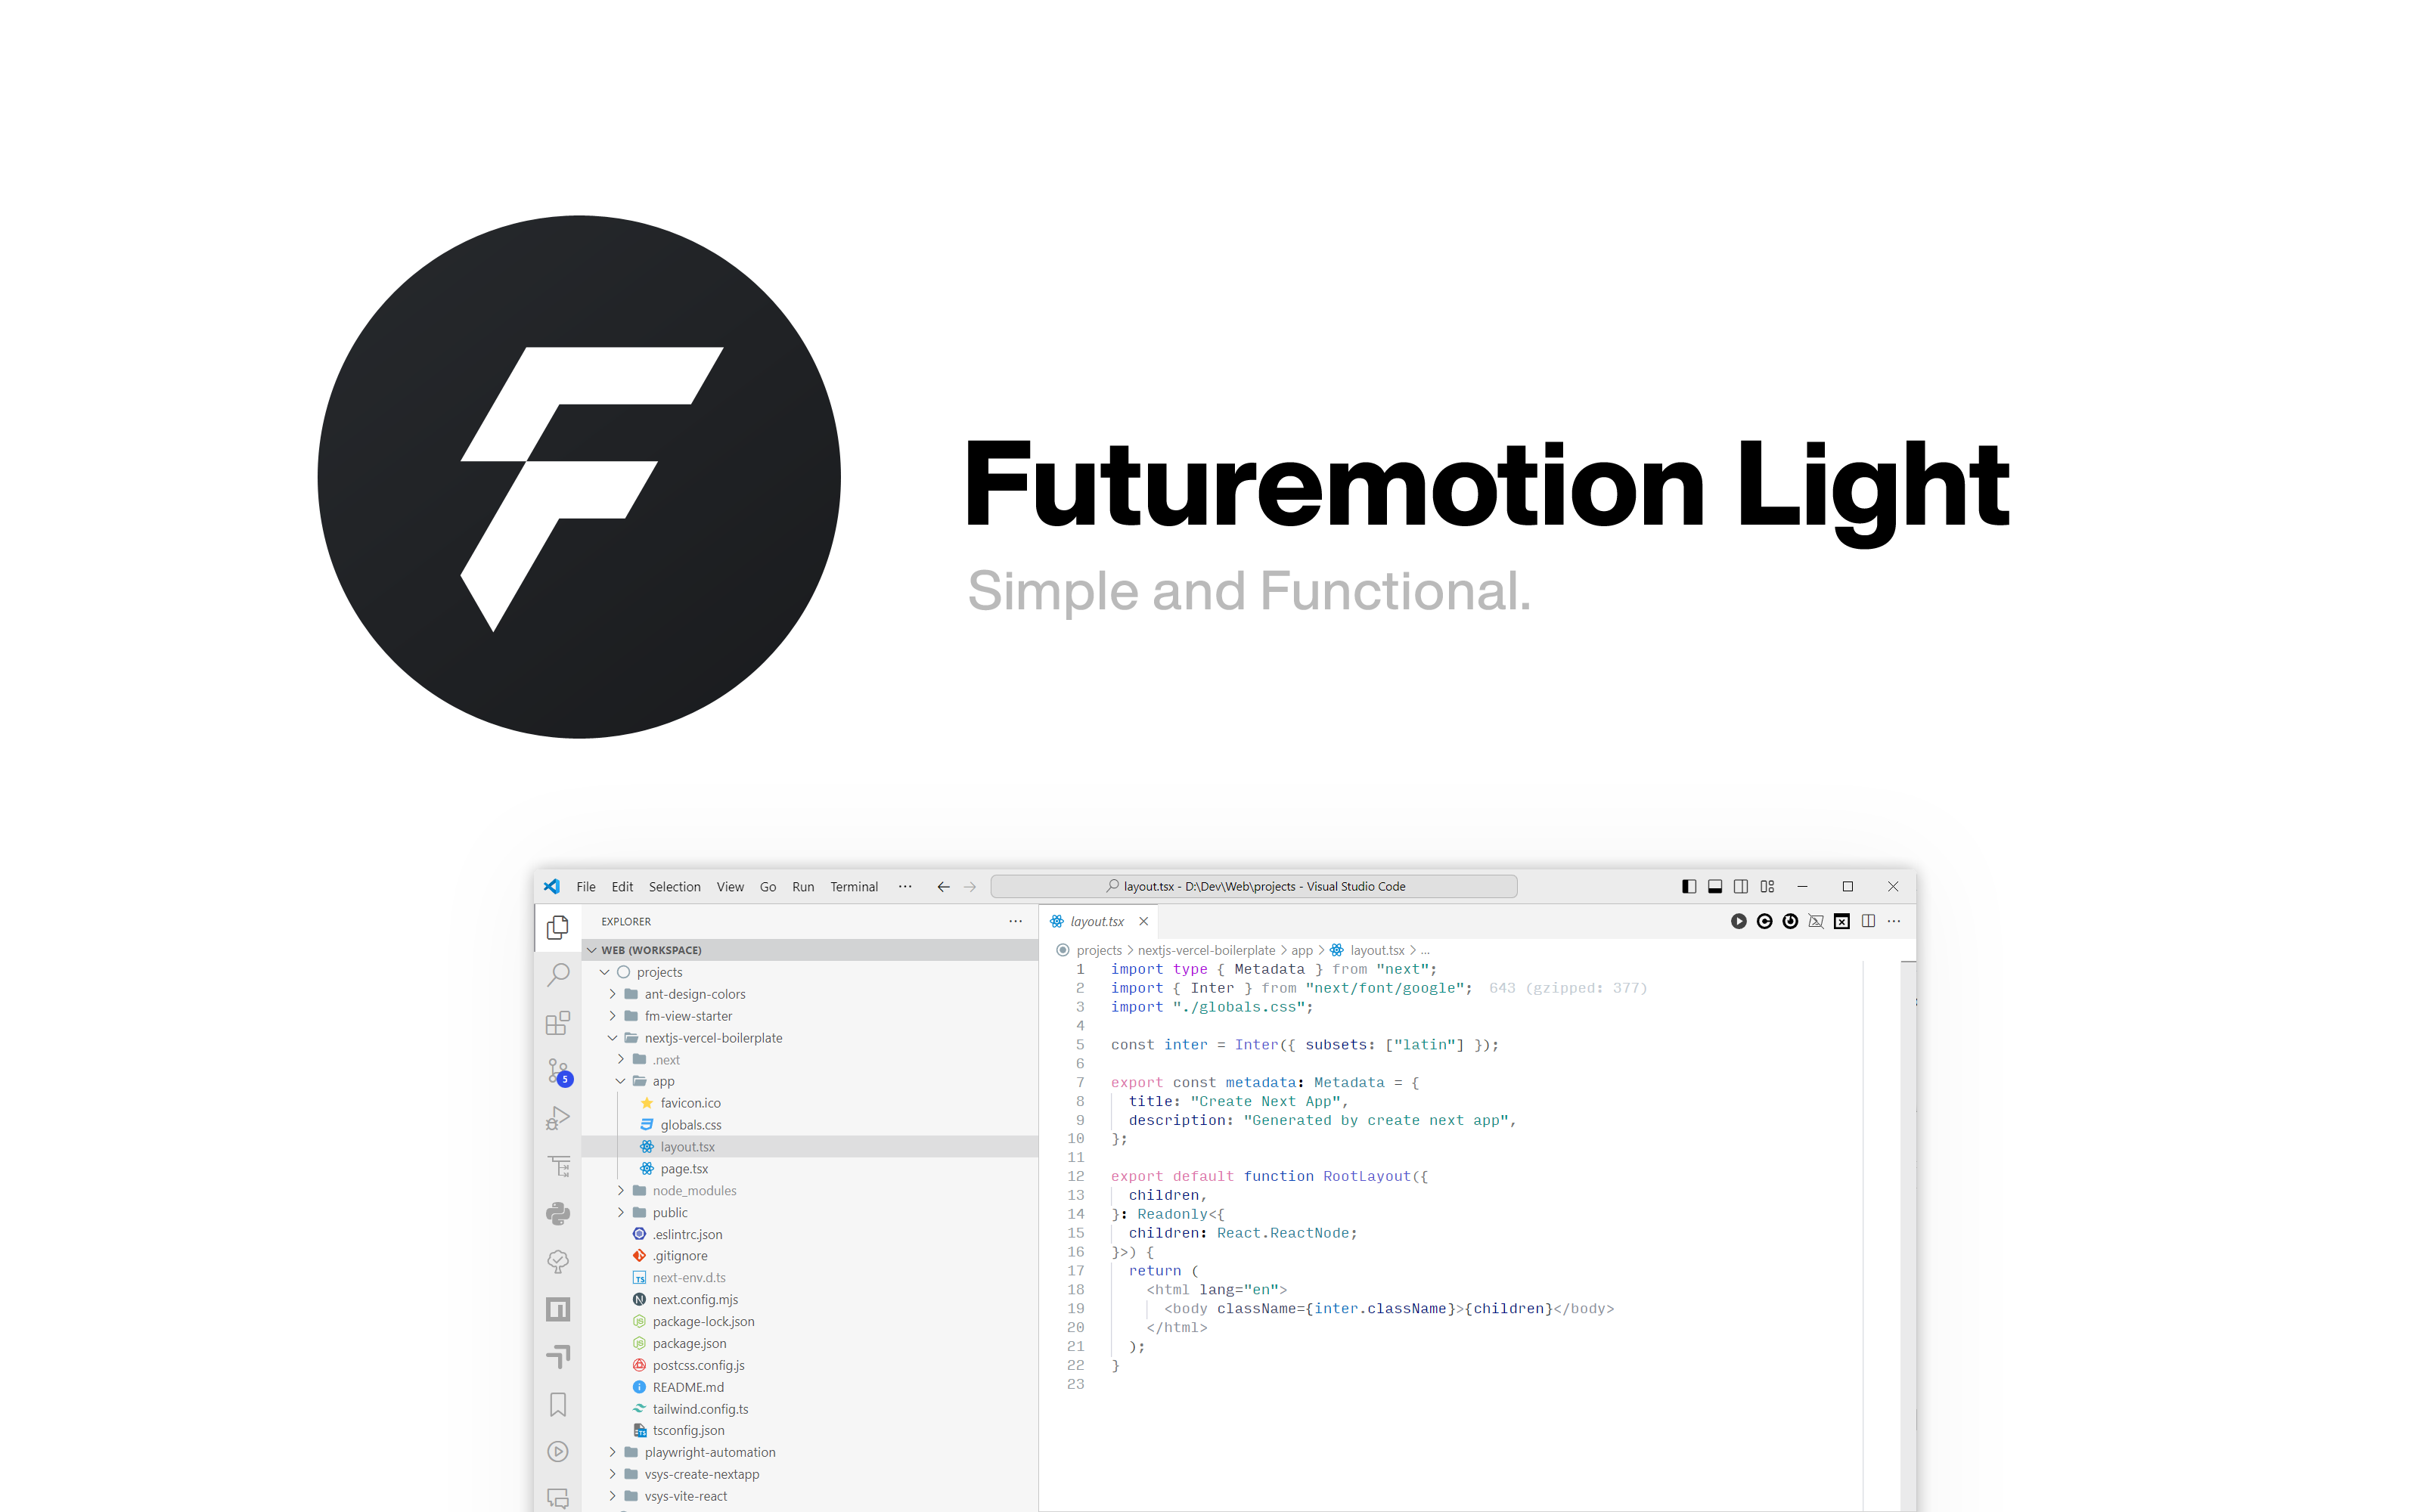 Futuremotion Light
Simple and Functional.
File Edit Selection View Go Run Terminal ···
layout.tsx - D:\Dev\Web\projects - Visual Studio Code
EXPLORER ···
WEB (WORKSPACE)
projects
ant-design-colors
fm-view-starter
nextjs-vercel-boilerplate
.next
app
favicon.ico
globals.css
layout.tsx
page.tsx
node_modules
public
.eslintrc.json
.gitignore
next-env.d.ts
next.config.mjs
package-lock.json
package.json
postcss.config.js
README.md
tailwind.config.ts
tsconfig.json
playwright-automation
vsys-create-nextapp
vsys-vite-react
5
layout.tsx
projects > nextjs-vercel-boilerplate > app > layout.tsx > ...
1 import type { Metadata } from "next";
2 import { Inter } from "next/font/google"; 643 (gzipped: 377)
3 import "./globals.css";
4
5 const inter = Inter({ subsets: ["latin"] });
6
7 export const metadata: Metadata = {
8 title: "Create Next App",
9 description: "Generated by create next app",
10 };
11
12 export default function RootLayout({
13 children,
14 }: Readonly<{
15 children: React.ReactNode;
16 }>) {
17 return (
18 <html lang="en">
19 <body className={inter.className}>{children}</body>
20 </html>
21 );
22 }
23